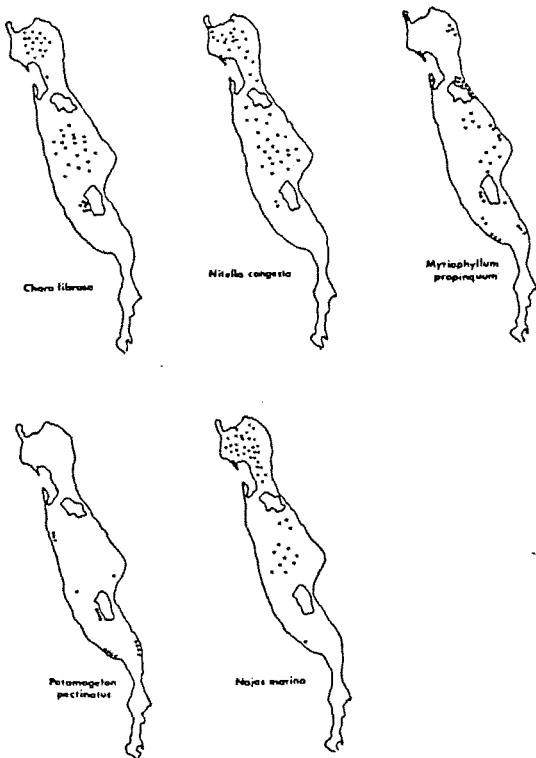 Chara fibrosa
Nitella congesta
Myriophyllum
propinquum
Potamogeton
pectinatus
Najas marina